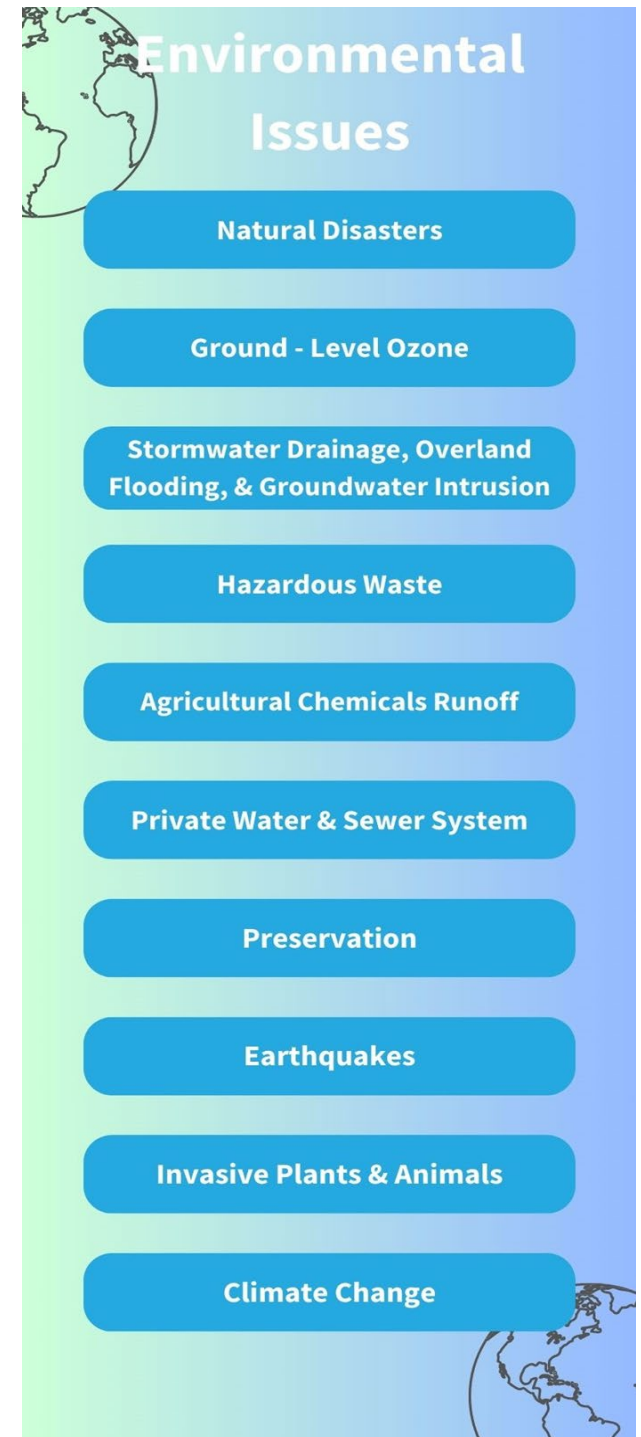 Environmental
Issues
Natural Disasters
Ground - Level Ozone
Stormwater Drainage, Overland
Flooding, & Groundwater Intrusion
Hazardous Waste
Agricultural Chemicals Runoff
Private Water & Sewer System
Preservation
Earthquakes
Invasive Plants & Animals
Climate Change